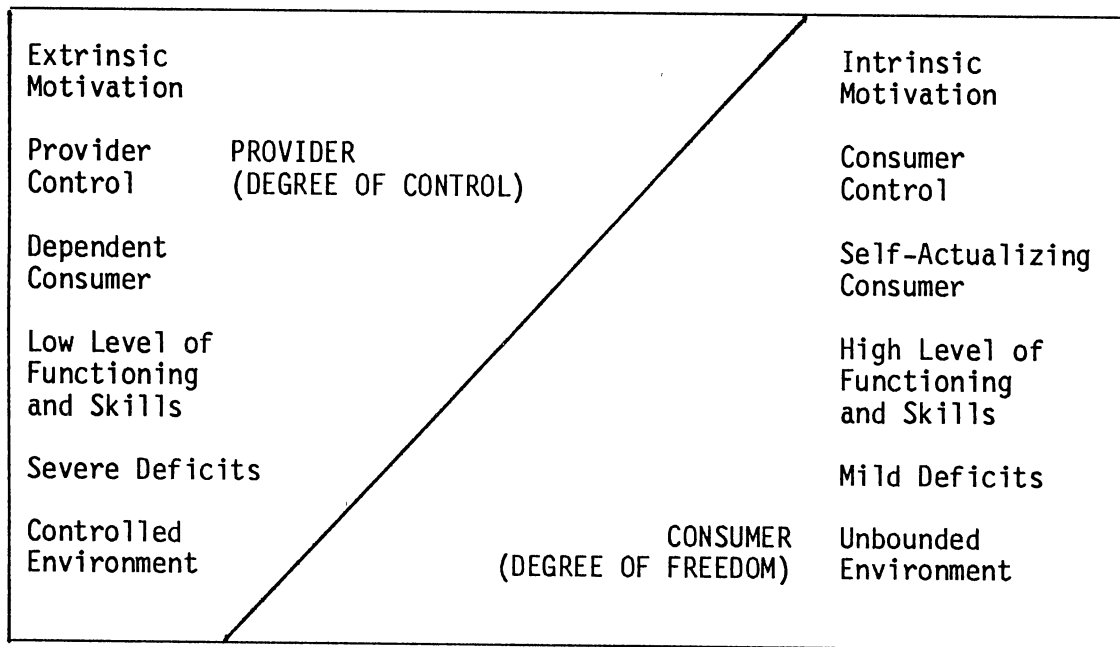 Extrinsic
Motivation
Provider
Control
PROVIDER
(DEGREE OF CONTROL)
Dependent
Consumer
Low Level of
Functioning
and Skills
Severe Deficits
Controlled
Environment
CONSUMER
(DEGREE OF FREEDOM)
Intrinsic
Motivation
Consumer
Control
Self-Actualizing
Consumer
High Level of
Functioning
and Skills
Mild Deficits
Unbounded
Environment